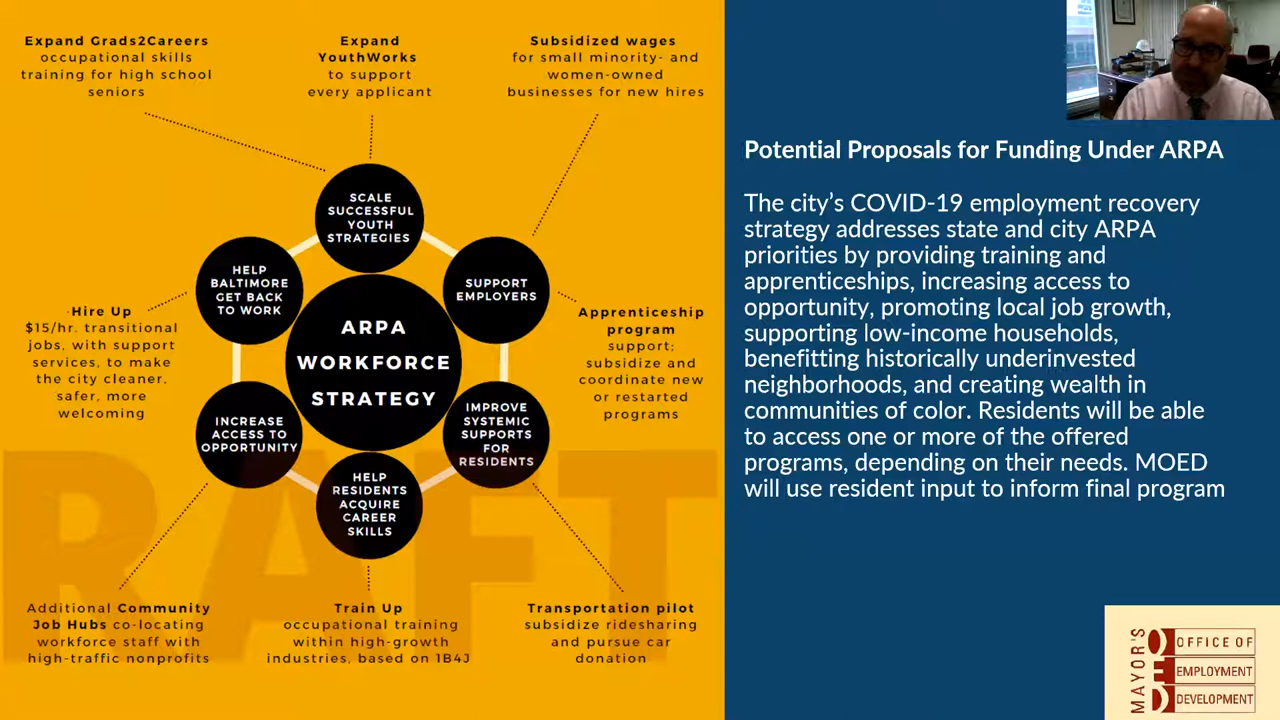 Expand Grads2Careers
occupational skills
training for high school
seniors
Expand
YouthWorks
to support
every applicant
Subsidized wages
for small minority- and
women-owned
businesses for new hires
SCALE
SUCCESSFUL
YOUTH
STRATEGIES
HELP
BALTIMORE
GET BACK
TO WORK
SUPPORT
EMPLOYERS
ARPA
WORKFORCE
STRATEGY
Hire Up
$15/hr. transitional
jobs, with support
services, to make
the city cleaner,
safer, more
welcoming
Apprenticeship
program
support;
subsidize and
coordinate new
or restarted
programs
INCREASE
ACCESS TO
OPPORTUNITY
IMPROVE
SYSTEMIC
SUPPORTS
FOR
RESIDENTS
HELP
RESIDENTS
ACQUIRE
CAREER
SKILLS
RAFT
Additional Community
Job Hubs co-locating
workforce staff with
high-traffic nonprofits
Train Up
occupational training
within high-growth
industries, based on 1B4J
Transportation pilot
subsidize ridesharing
and pursue car
donation
Potential Proposals for Funding Under ARPA
The city's COVID-19 employment recovery
strategy addresses state and city ARPA
priorities by providing training and
apprenticeships, increasing access to
opportunity, promoting local job growth,
supporting low-income households,
benefitting historically underinvested
neighborhoods, and creating wealth in
communities of color. Residents will be able
to access one or more of the offered
programs, depending on their needs. MOED
will use resident input to inform final program
MAYOR'S
OED
OFFICE OF
EMPLOYMENT
DEVELOPMENT